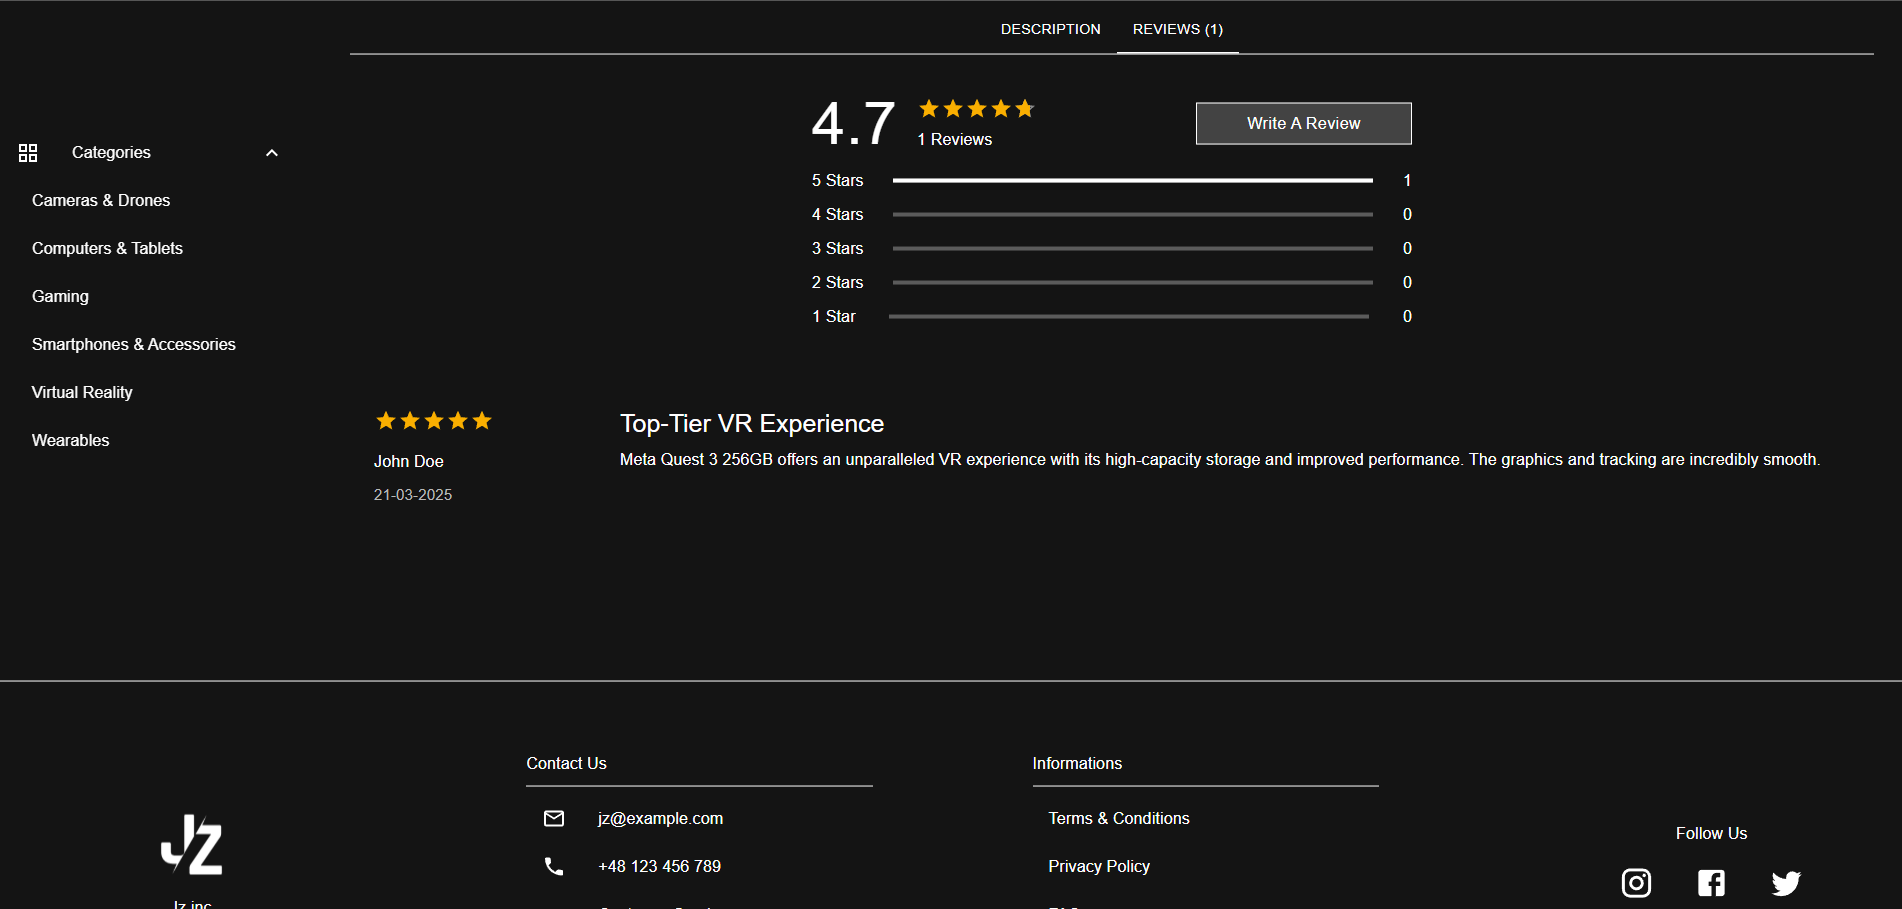 DESCRIPTION
REVIEWS (1)
Categories
Cameras & Drones
Computers & Tablets
Gaming
Smartphones & Accessories
Virtual Reality
Wearables
4.7
1 Reviews
Write A Review
5 Stars 1
4 Stars 0
3 Stars 0
2 Stars 0
1 Star 0
John Doe
21-03-2025
Top-Tier VR Experience
Meta Quest 3 256GB offers an unparalleled VR experience with its high-capacity storage and improved performance. The graphics and tracking are incredibly smooth.
JZ
Jz inc
Contact Us
jz@example.com
+48 123 456 789
Informations
Terms & Conditions
Privacy Policy
Follow Us